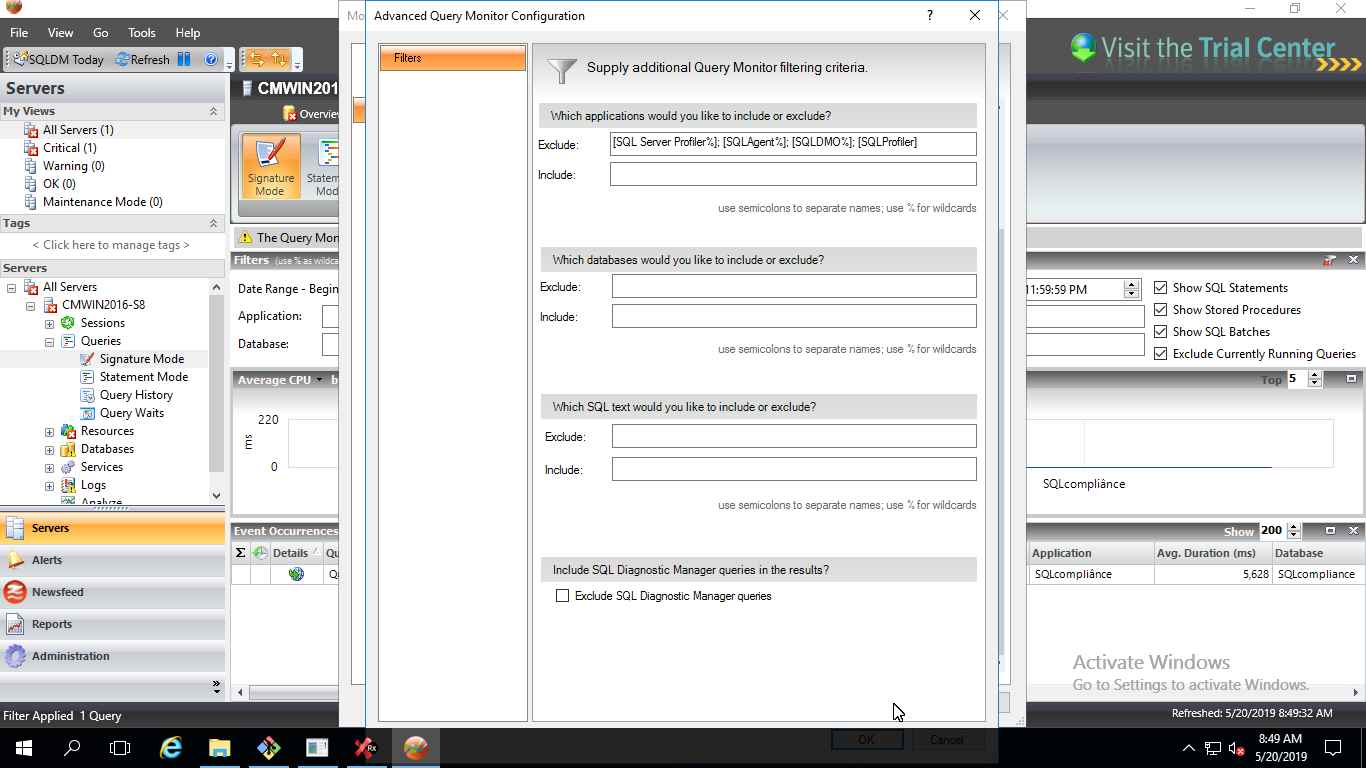 Mo
Advanced Query Monitor Configuration
?
File View Go Tools Help
SQLDM Today Refresh
Visit the Trial Center
Servers
CMWIN201
My Views
All Servers (1)
Critical (1)
Warning (0)
OK (0)
Maintenance Mode (0)
Tags
< Click here to manage tags >
Servers
All Servers
CMWIN2016-S8
Sessions
Queries
Signature Mode
Statement Mode
Query History
Query Waits
Resources
Databases
Services
Logs
Analyze
Servers
Alerts
Newsfeed
Reports
Administration
Filter Applied 1 Query
Overview
Signature
Mode
Statem
Mod
The Query Mon
Filters (use % as wildca
Date Range - Begin
Application:
Database:
Average CPU b
220
ms
0
Event Occurrences
Σ Details Qu
Qu
Filters
Supply additional Query Monitor filtering criteria.
Which applications would you like to include or exclude?
Exclude: [SQL Server Profiler%]; [SQLAgent%]; [SQLDMO%]; [SQLProfiler]
Include:
use semicolons to separate names; use % for wildcards
Which databases would you like to include or exclude?
Exclude:
Include:
use semicolons to separate names; use % for wildcards
Which SQL text would you like to include or exclude?
Exclude:
Include:
use semicolons to separate names; use % for wildcards
Include SQL Diagnostic Manager queries in the results?
Exclude SQL Diagnostic Manager queries
OK Cancel
11:59:59 PM
Show SQL Statements
Show Stored Procedures
Show SQL Batches
Exclude Currently Running Queries
Top 5
SQLcompliânce
Show 200
Application Avg. Duration (ms) Database
SQLcompliânce 5,628 SQLcompliance
Activate Windows
Go to Settings to activate Windows.
Refreshed: 5/20/2019 8:49:32 AM
Rx
8:49 AM
5/20/2019